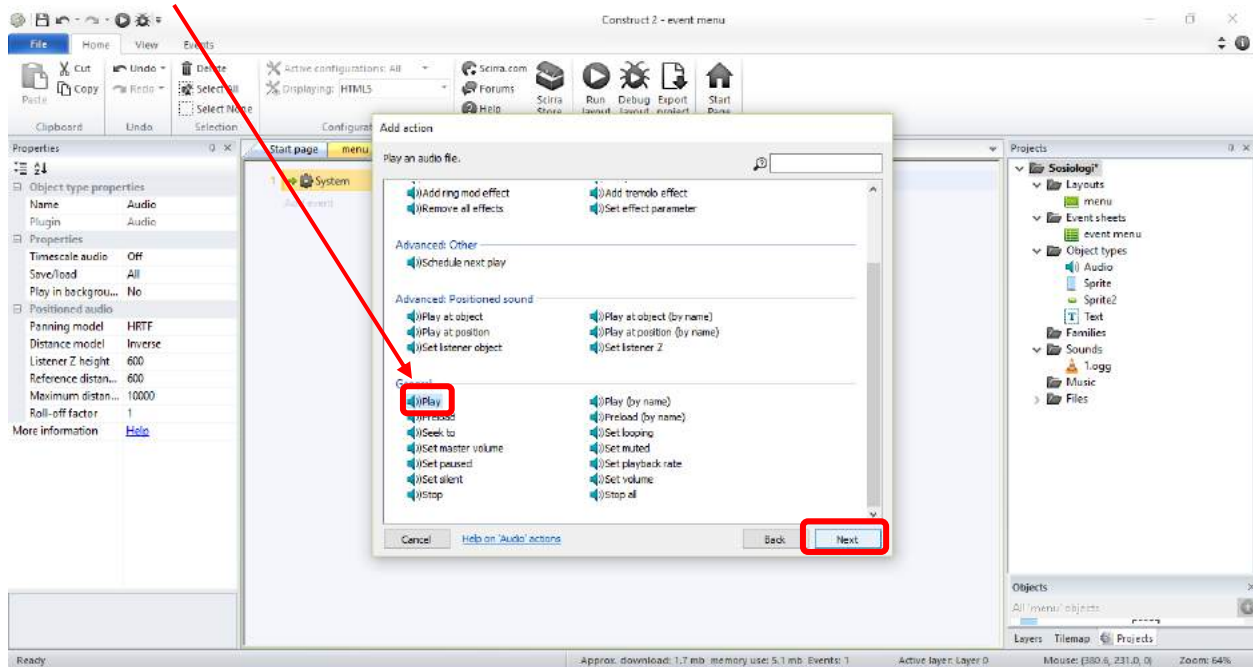 Construct 2 - event menu
File Home View Events
Cut
Copy
Paste
Clipboard
Undo
Redo
Undo
Delete
Select All
Select None
Selection
Active configurations: All
Displaying: HTML5
Scirra.com
Forums
Help
Scirra Store
Run layout
Debug layout
Export project
Start Page
Properties
Object type properties
Name Audio
Plugin Audio
Properties
Timescale audio Off
Save/load All
Play in backgrou... No
Positioned audio
Panning model HRTF
Distance model Inverse
Listener Z height 600
Reference distan... 600
Maximum distan... 10000
Roll-off factor 1
More information Help
Start page menu
1 System
Add event
Add action
Play an audio file.
Add ring mod effect Add tremolo effect
Remove all effects Set effect parameter
Advanced: Other
Schedule next play
Advanced: Positioned sound
Play at object Play at object (by name)
Play at position Play at position (by name)
Set listener object Set listener Z
General
Play Play (by name)
Preload Preload (by name)
Seek to Set looping
Set master volume Set muted
Set paused Set playback rate
Set silent Set volume
Stop Stop all
Cancel Help on 'Audio' actions Back Next
Projects
Sosiologi*
Layouts
menu
Event sheets
event menu
Object types
Audio
Sprite
Sprite2
Text
Families
Sounds
1.ogg
Music
Files
Objects
All 'menu' objects
Layers Tilemap Projects
Ready Approx. download: 1.7 mb memory use: 5.1 mb Events: 1 Active layer: Layer 0 Mouse: (380.6, 231.0, 0) Zoom: 64%